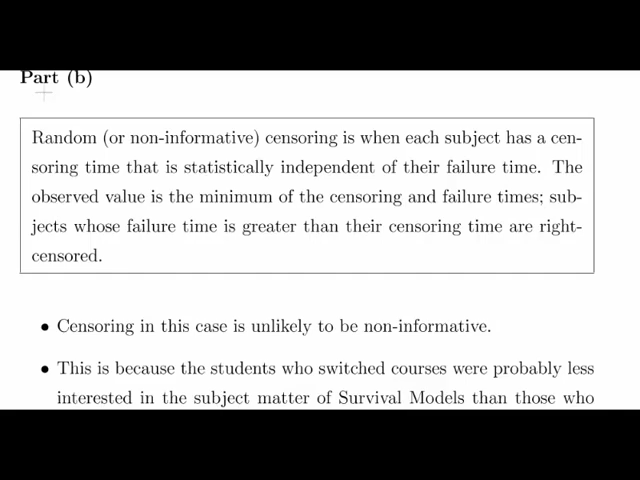 Part (b)
Random (or non-informative) censoring is when each subject has a cen-
soring time that is statistically independent of their failure time. The
observed value is the minimum of the censoring and failure times; sub-
jects whose failure time is greater than their censoring time are right-
censored.
• Censoring in this case is unlikely to be non-informative.
• This is because the students who switched courses were probably less
interested in the subject matter of Survival Models than those who